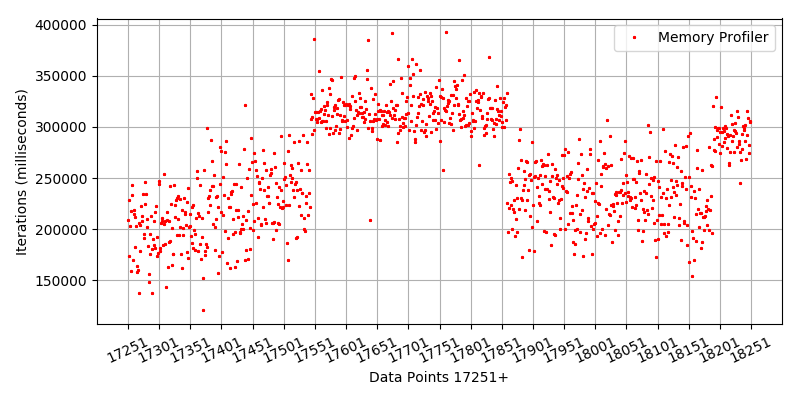 400000
350000
300000
250000
200000
150000
Iterations (milliseconds)
Memory Profiler
17251 17301 17351 17401 17451 17501 17551 17601 17651 17701 17751 17801 17851 17901 17951 18001 18051 18101 18151 18201 18251
Data Points 17251+